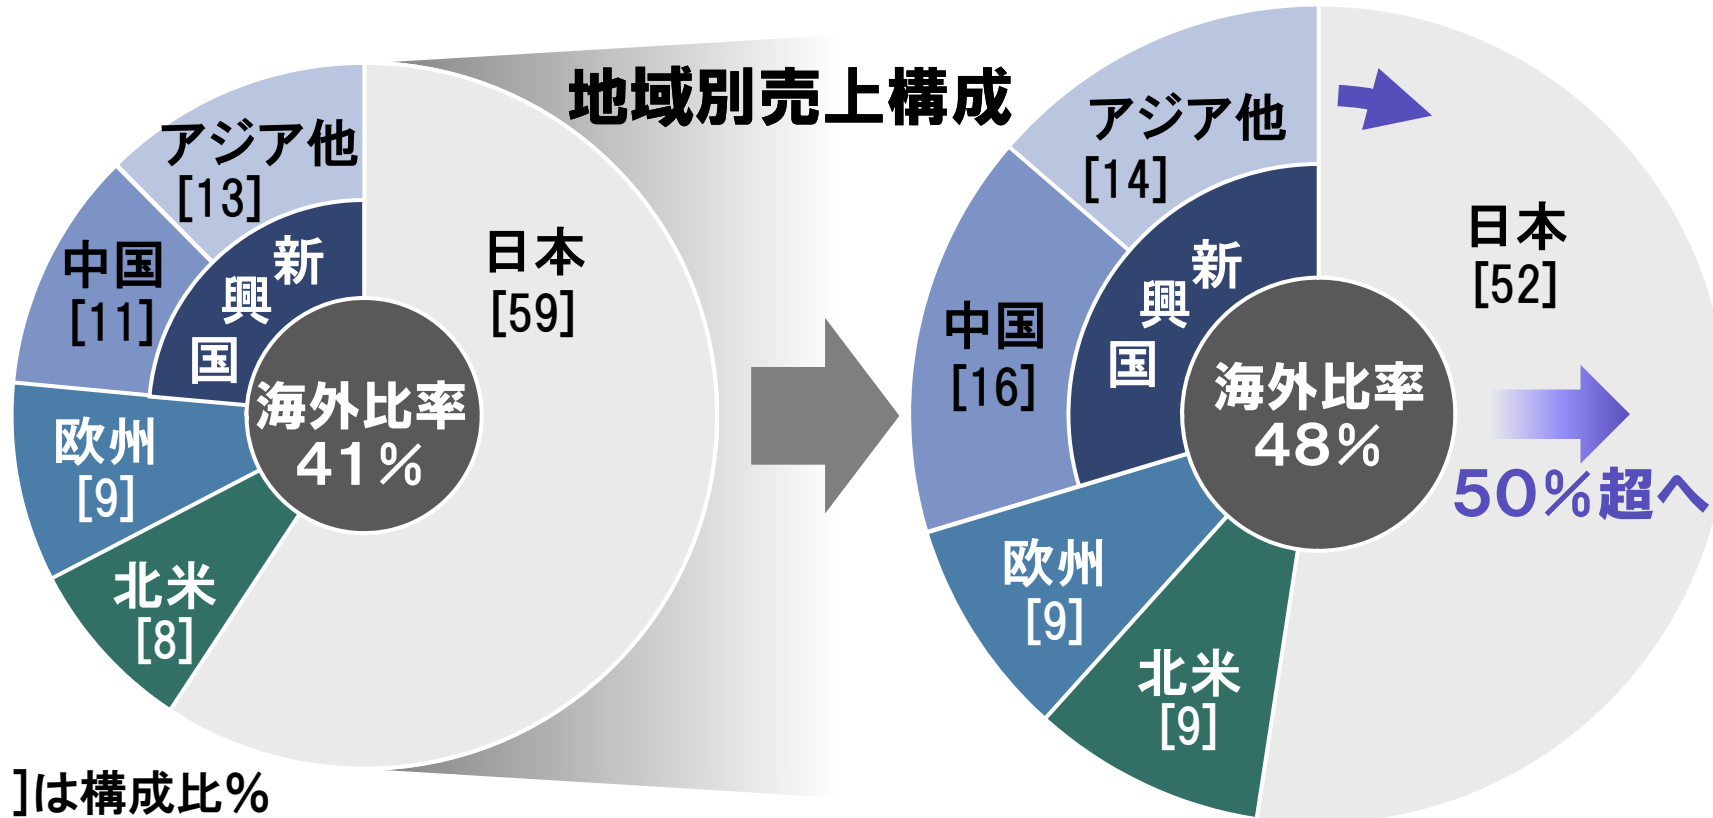 地域別売上構成
アジア他
[13]
中国
[11]
新興国
欧州
[9]
北米
[8]
日本
[59]
海外比率
41%
アジア他
[14]
中国
[16]
新興国
欧州
[9]
北米
[9]
日本
[52]
海外比率
48%
50%超へ
]は構成比%